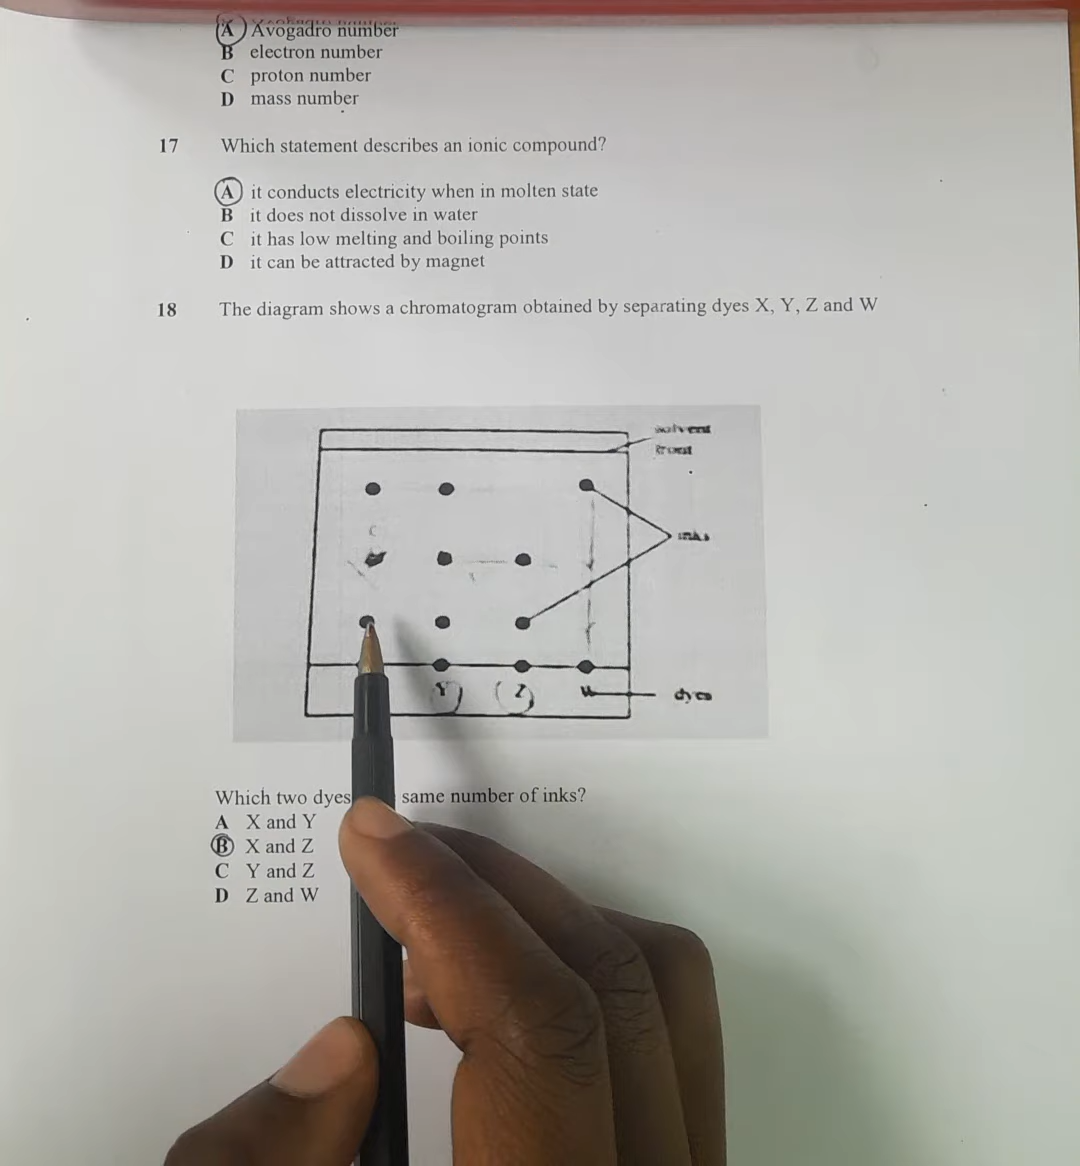 A Avogadro number
B electron number
C proton number
D mass number
17 Which statement describes an ionic compound?
A it conducts electricity when in molten state
B it does not dissolve in water
C it has low melting and boiling points
D it can be attracted by magnet
18 The diagram shows a chromatogram obtained by separating dyes X, Y, Z and W
solvent
front
inks
Y Z W dyes
Which two dyes same number of inks?
A X and Y
B X and Z
C Y and Z
D Z and W